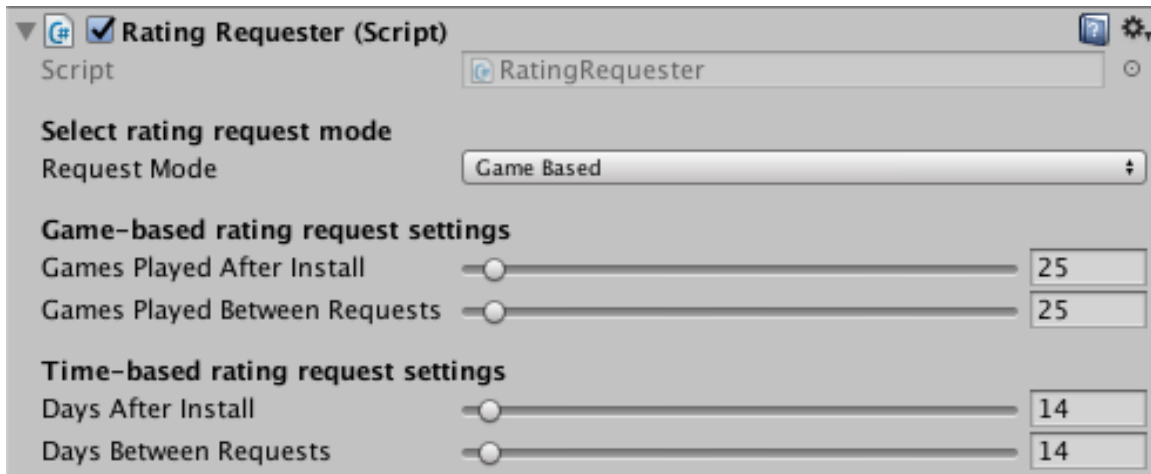 Rating Requester (Script)
Script RatingRequester
Select rating request mode
Request Mode Game Based
Game-based rating request settings
Games Played After Install 25
Games Played Between Requests 25
Time-based rating request settings
Days After Install 14
Days Between Requests 14